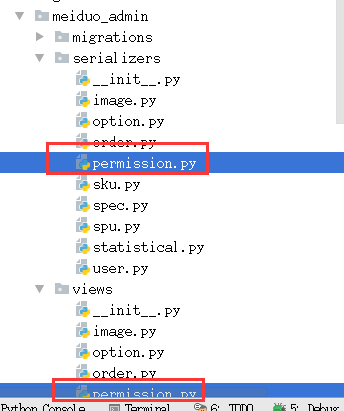 meiduo_admin
migrations
serializers
__init__.py
image.py
option.py
order.py
permission.py
sku.py
spec.py
spu.py
statistical.py
user.py
views
__init__.py
image.py
option.py
order.py
permission.py
Python Console Terminal 6: TODO 5: Debug